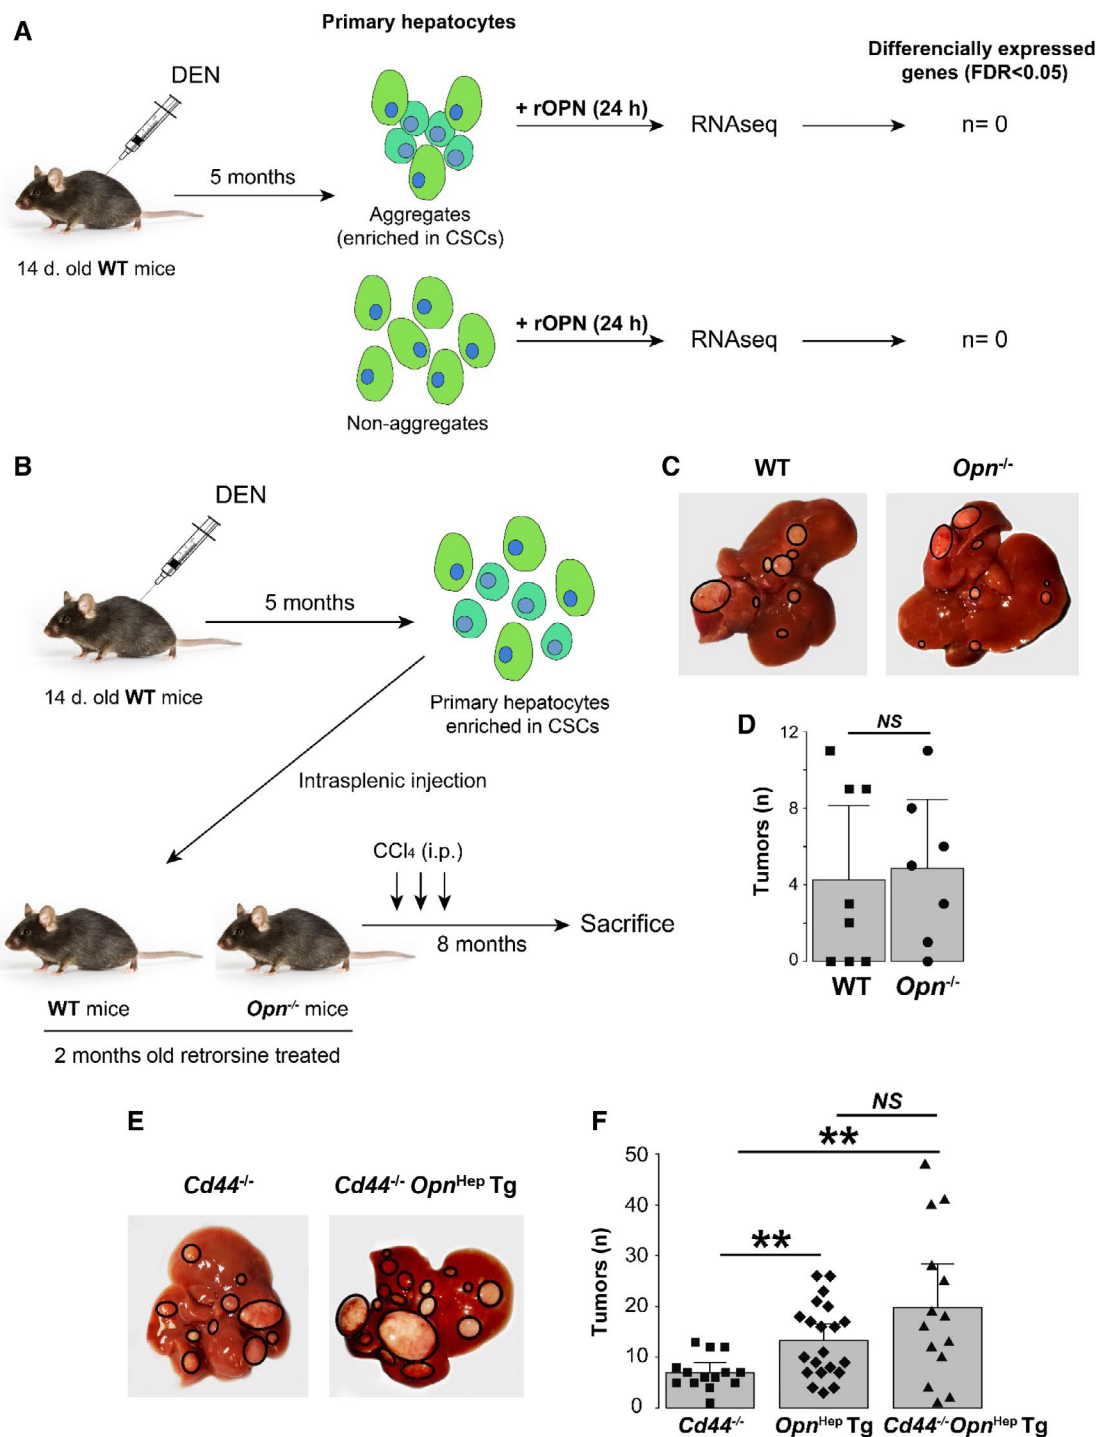 A
Primary hepatocytes
Differencially expressed
genes (FDR<0.05)
DEN
5 months
14 d. old WT mice
Aggregates
(enriched in CSCs)
+ rOPN (24 h)
RNAseq
n= 0
+ rOPN (24 h)
RNAseq
n= 0
Non-aggregates
B
DEN
5 months
14 d. old WT mice
Primary hepatocytes
enriched in CSCs
Intrasplenic injection
CCl₄ (i.p.)
8 months
Sacrifice
WT mice
Opn⁻/⁻ mice
2 months old retrorsine treated
C
WT
Opn⁻/⁻
D
NS
Tumors (n)
12
8
4
0
WT
Opn⁻/⁻
E
Cd44⁻/⁻
Cd44⁻/⁻ Opnᴴᵉᵖ Tg
F
NS
**
**
Tumors (n)
50
40
30
20
10
0
Cd44⁻/⁻
Opnᴴᵉᵖ Tg
Cd44⁻/⁻Opnᴴᵉᵖ Tg